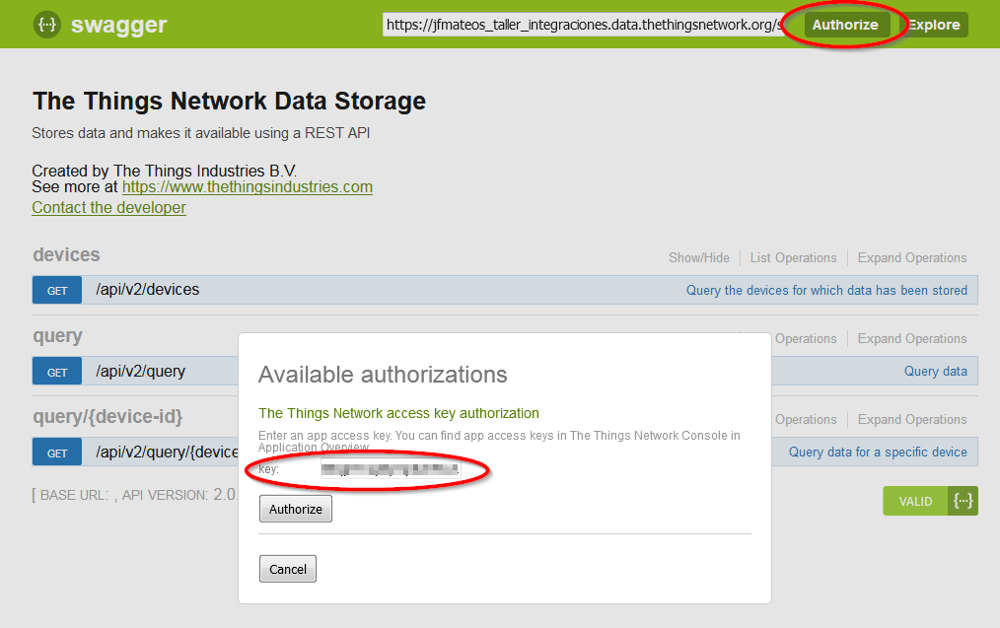 swagger
https://jfmateos_taller_integraciones.data.thethingsnetwork.org/s
Authorize
Explore
The Things Network Data Storage
Stores data and makes it available using a REST API
Created by The Things Industries B.V.
See more at https://www.thethingsindustries.com
Contact the developer
devices
Show/Hide
List Operations
Expand Operations
GET
/api/v2/devices
Query the devices for which data has been stored
query
Operations
Expand Operations
GET
/api/v2/query
Query data
query/{device-id}
Operations
Expand Operations
GET
/api/v2/query/{device
Query data for a specific device
[ BASE URL: , API VERSION: 2.0.
VALID {···}
Available authorizations
The Things Network access key authorization
Enter an app access key. You can find app access keys in The Things Network Console in
Application Overview.
key:
Authorize
Cancel